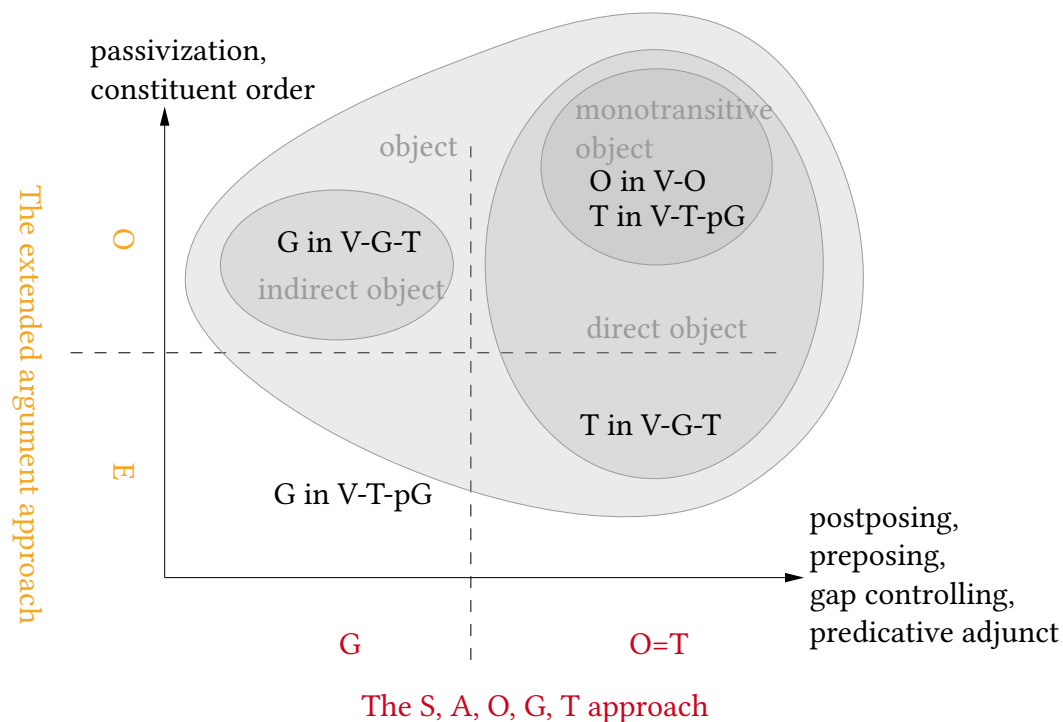 passivization,
constituent order
monotransitive
object
object
O in V-O
T in V-T-pG
G in V-G-T
indirect object
direct object
T in V-G-T
G in V-T-pG
The extended argument approach
O
E
postposing,
preposing,
gap controlling,
predicative adjunct
G
O=T
The S, A, O, G, T approach